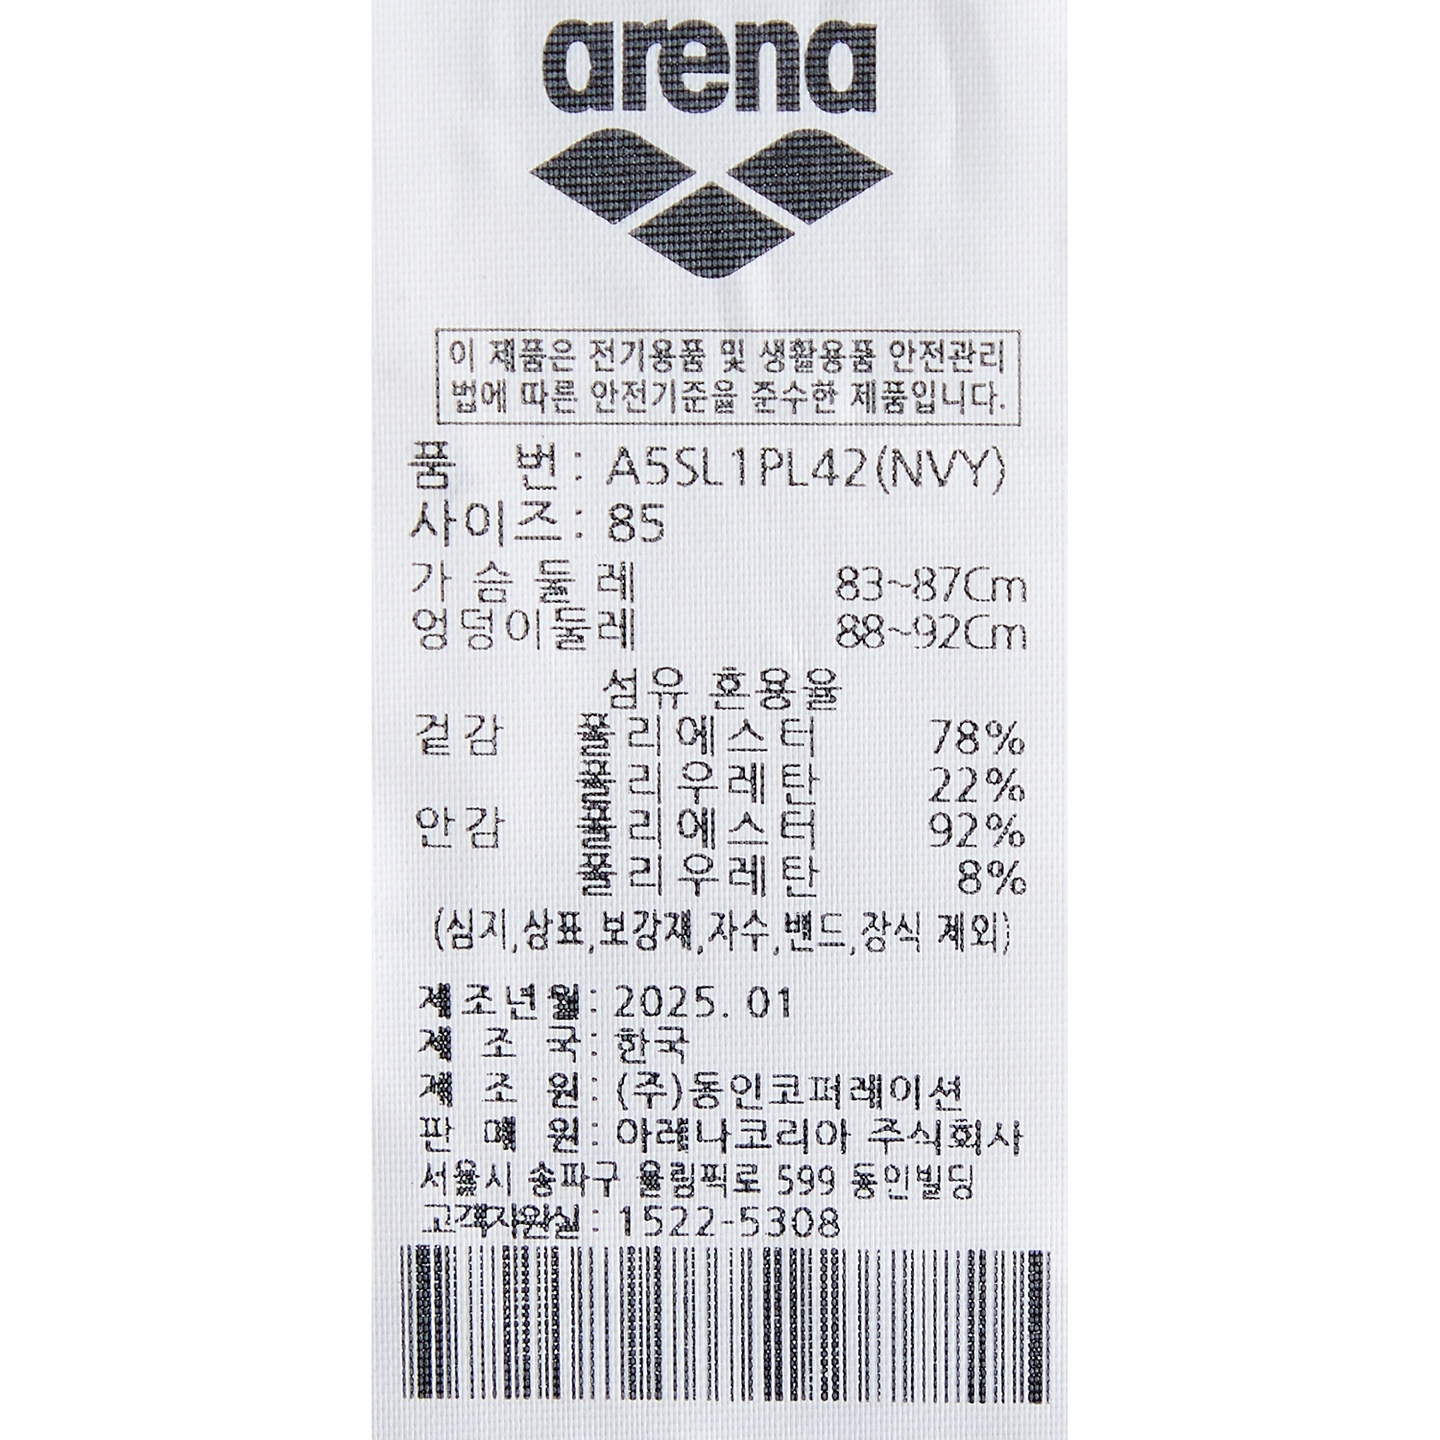 arena
이 제품은 전기용품 및 생활용품 안전관리
법에 따른 안전기준을 준수한 제품입니다.
품 번: A5SL1PL42(NVY)
사이즈: 85
가 슴 둘 레 83~87Cm
엉덩이둘레 88~92Cm
섬유 혼용율
겉감 폴리에스터 78%
폴리우레탄 22%
안감 폴리에스터 92%
폴리우레탄 8%
(심지,상표,보강재,자수,밴드,장식 제외)
제조년월: 2025. 01
제 조 국: 한국
제 조 원: (주)동인코퍼레이션
판 매 원: 아레나코리아 주식회사
서울시 송파구 올림픽로 599 동인빌딩
고객지원실: 1522-5308